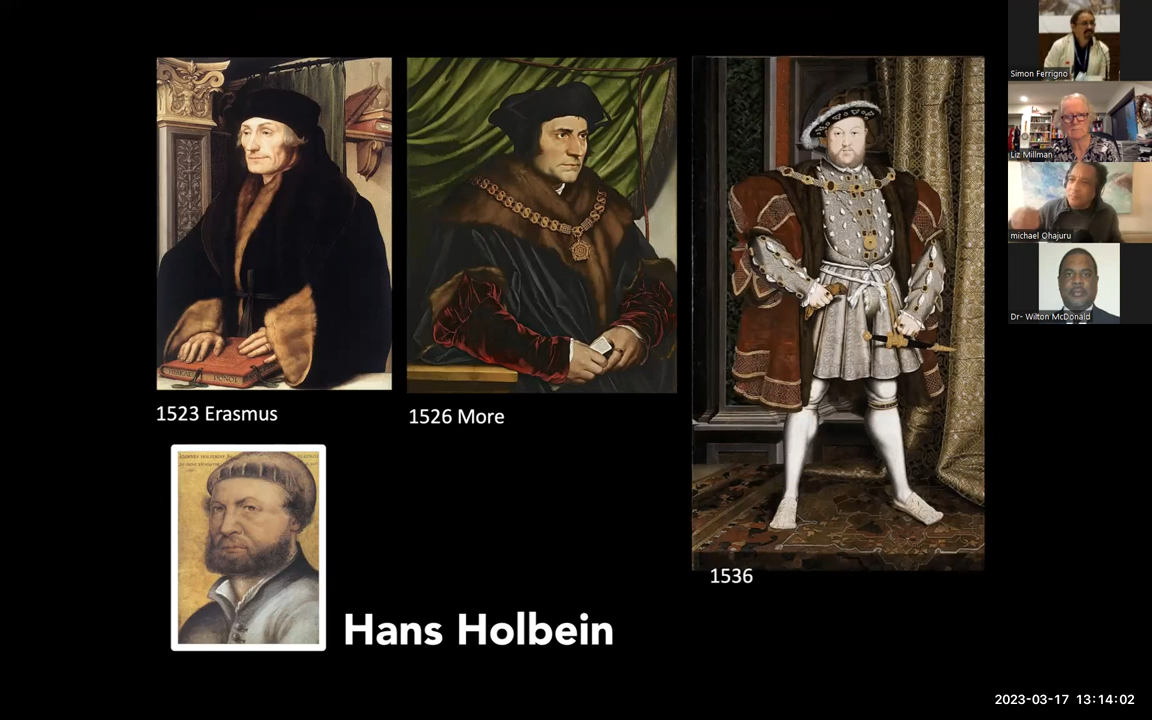 1523 Erasmus
1526 More
1536
Hans Holbein
Simon Ferrigno
Liz Millman
michael Ohajuru
Dr- Wilton McDonald
2023-03-17 13:14:02